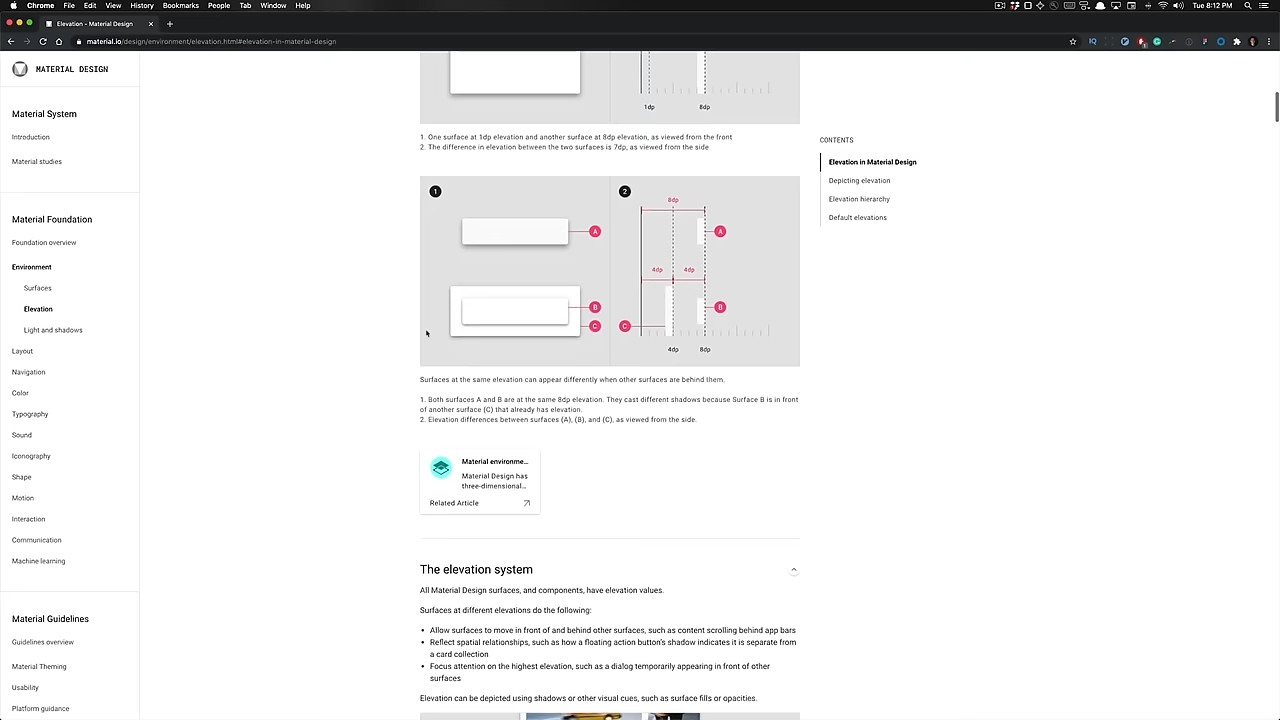 Chrome File Edit View History Bookmarks People Tab Window Help
Tue 8:12 PM
Elevation - Material Design
material.io/design/environment/elevation.html#elevation-in-material-design
MATERIAL DESIGN
Material System
Introduction
Material studies
Material Foundation
Foundation overview
Environment
Surfaces
Elevation
Light and shadows
Layout
Navigation
Color
Typography
Sound
Iconography
Shape
Motion
Interaction
Communication
Machine learning
Material Guidelines
Guidelines overview
Material Theming
Usability
Platform guidance
1dp 8dp
1. One surface at 1dp elevation and another surface at 8dp elevation, as viewed from the front
2. The difference in elevation between the two surfaces is 7dp, as viewed from the side
1 2
8dp
A A
4dp 4dp
B B
C C
4dp 8dp
Surfaces at the same elevation can appear differently when other surfaces are behind them.
1. Both surfaces A and B are at the same 8dp elevation. They cast different shadows because Surface B is in front
of another surface (C) that already has elevation.
2. Elevation differences between surfaces (A), (B), and (C), as viewed from the side.
Material environme...
Material Design has
three-dimensional...
Related Article
The elevation system
All Material Design surfaces, and components, have elevation values.
Surfaces at different elevations do the following:
• Allow surfaces to move in front of and behind other surfaces, such as content scrolling behind app bars
• Reflect spatial relationships, such as how a floating action button's shadow indicates it is separate from
a card collection
• Focus attention on the highest elevation, such as a dialog temporarily appearing in front of other
surfaces
Elevation can be depicted using shadows or other visual cues, such as surface fills or opacities.
CONTENTS
Elevation in Material Design
Depicting elevation
Elevation hierarchy
Default elevations